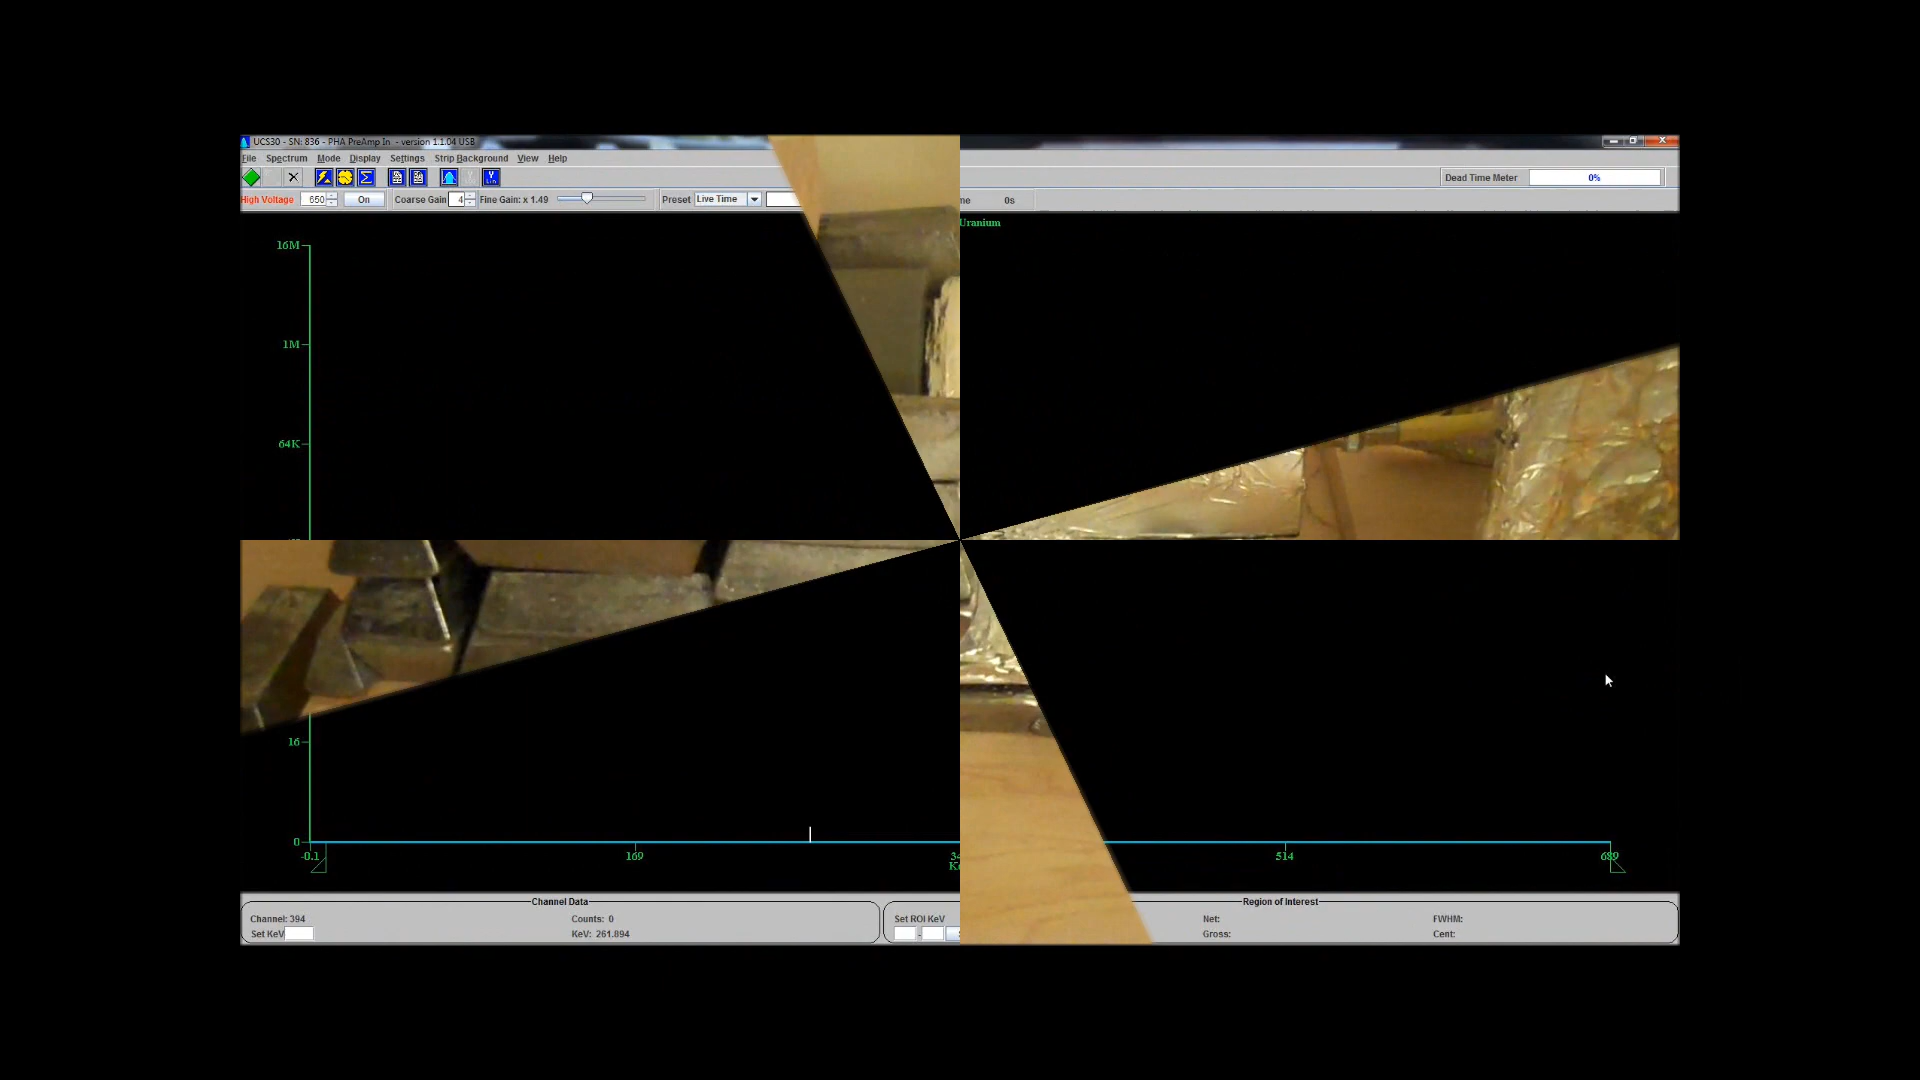 UCS30 - SN: 836 - PHA PreAmp In - version 1.1.04 USB
File Spectrum Mode Display Settings Strip Background View Help
Dead Time Meter 0%
High Voltage 650 On Coarse Gain 4 Fine Gain: x 1.49 Preset Live Time 0s
Uranium
16M
1M
64K
16
0
-0.1 169 514 689
Channel Data Region of Interest
Channel: 394 Counts: 0 Set ROI KeV Net: FWHM:
Set KeV KeV: 261.894 - Gross: Cent: